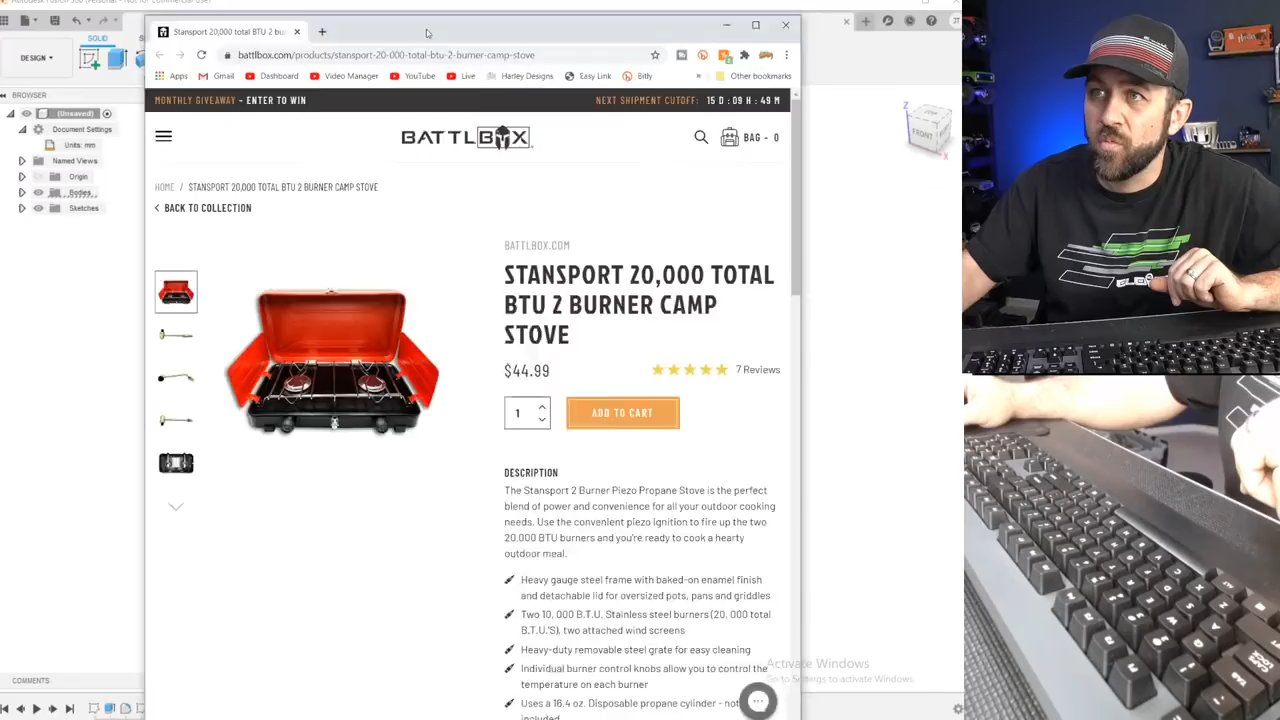 SOLID
DESIGN
BROWSER
(Unsaved)
Document Settings
Units: mm
Named Views
Origin
Bodies
Sketches
COMMENTS
Stansport 20,000 total BTU 2 bu
battlbox.com/products/stansport-20-000-total-btu-2-burner-camp-stove
Apps
Gmail
Dashboard
Video Manager
YouTube
Live
Harley Designs
Easy Link
Bitly
»
Other bookmarks
MONTHLY GIVEAWAY - ENTER TO WIN
NEXT SHIPMENT CUTOFF: 15 D : 09 H : 49 M
BATTLBOX
BAG - 0
HOME / STANSPORT 20,000 TOTAL BTU 2 BURNER CAMP STOVE
< BACK TO COLLECTION
BATTLBOX.COM
STANSPORT 20,000 TOTAL
BTU 2 BURNER CAMP
STOVE
$44.99
7 Reviews
1
ADD TO CART
DESCRIPTION
The Stansport 2 Burner Piezo Propane Stove is the perfect
blend of power and convenience for all your outdoor cooking
needs. Use the convenient piezo ignition to fire up the two
20.000 BTU burners and you're ready to cook a hearty
outdoor meal.
Heavy gauge steel frame with baked-on enamel finish
and detachable lid for oversized pots, pans and griddles
Two 10, 000 B.T.U. Stainless steel burners (20, 000 total
B.T.U.'S), two attached wind screens
Heavy-duty removable steel grate for easy cleaning
Individual burner control knobs allow you to control the
temperature on each burner
Uses a 16.4 oz. Disposable propane cylinder - not
included
Activate Windows
Go to Settings to activate Windows.
FRONT
Z
X